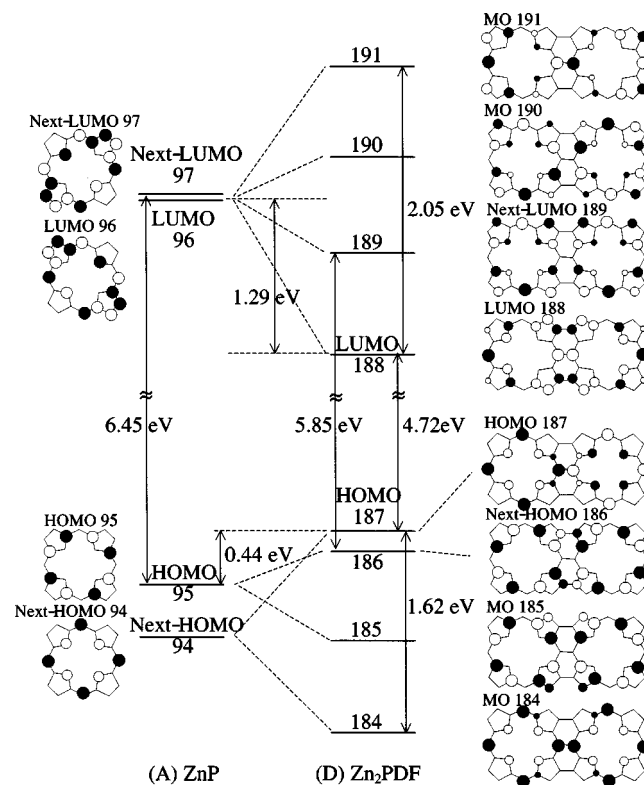 191
MO 191
Next-LUMO 97
Next-LUMO
97
190
MO 190
LUMO
96
LUMO 96
2.05 eV
189
Next-LUMO 189
1.29 eV
LUMO
188
LUMO 188
6.45 eV
5.85 eV
4.72eV
HOMO 187
HOMO
187
Next-HOMO 186
HOMO 95
0.44 eV
186
HOMO
95
1.62 eV
MO 185
Next-HOMO 94
Next-HOMO
94
185
MO 184
184
(A) ZnP
(D) Zn₂PDF